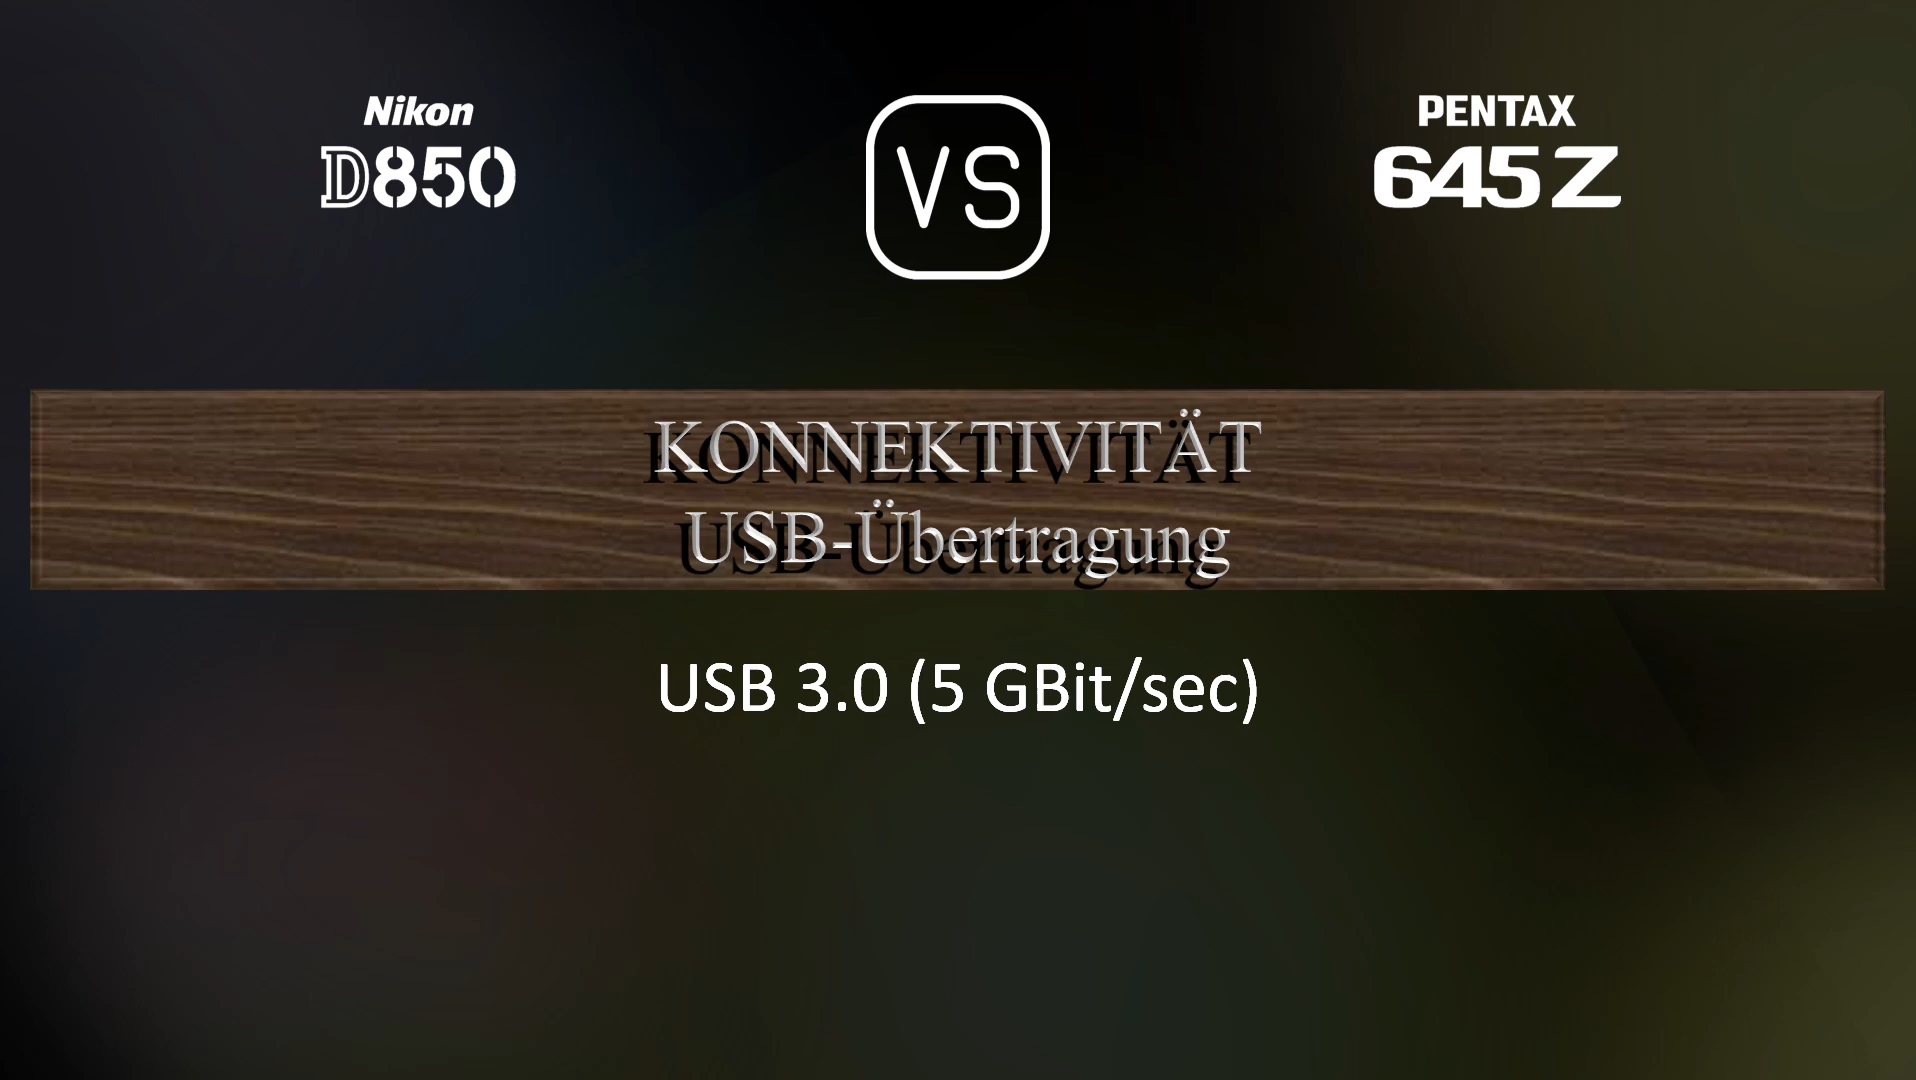 Nikon
D850
VS
PENTAX
645Z
KONNEKTIVITÄT
USB-Übertragung
USB 3.0 (5 GBit/sec)